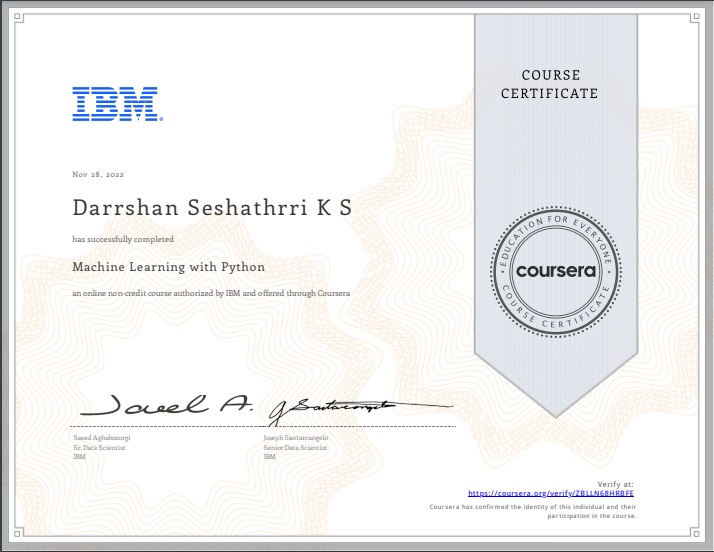 COURSE
CERTIFICATE
IBM®
Nov 28, 2022
Darrshan Seshathrri K S
has successfully completed
Machine Learning with Python
an online non-credit course authorized by IBM and offered through Coursera
EDUCATION FOR EVERYONE
coursera
COURSE CERTIFICATE
Saeed Aghabozorgi
Sr. Data Scientist
IBM
Joseph Santarcangelo
Senior Data Scientist
IBM
Verify at:
https://coursera.org/verify/ZBLLN68HRBFE
Coursera has confirmed the identity of this individual and their
participation in the course.